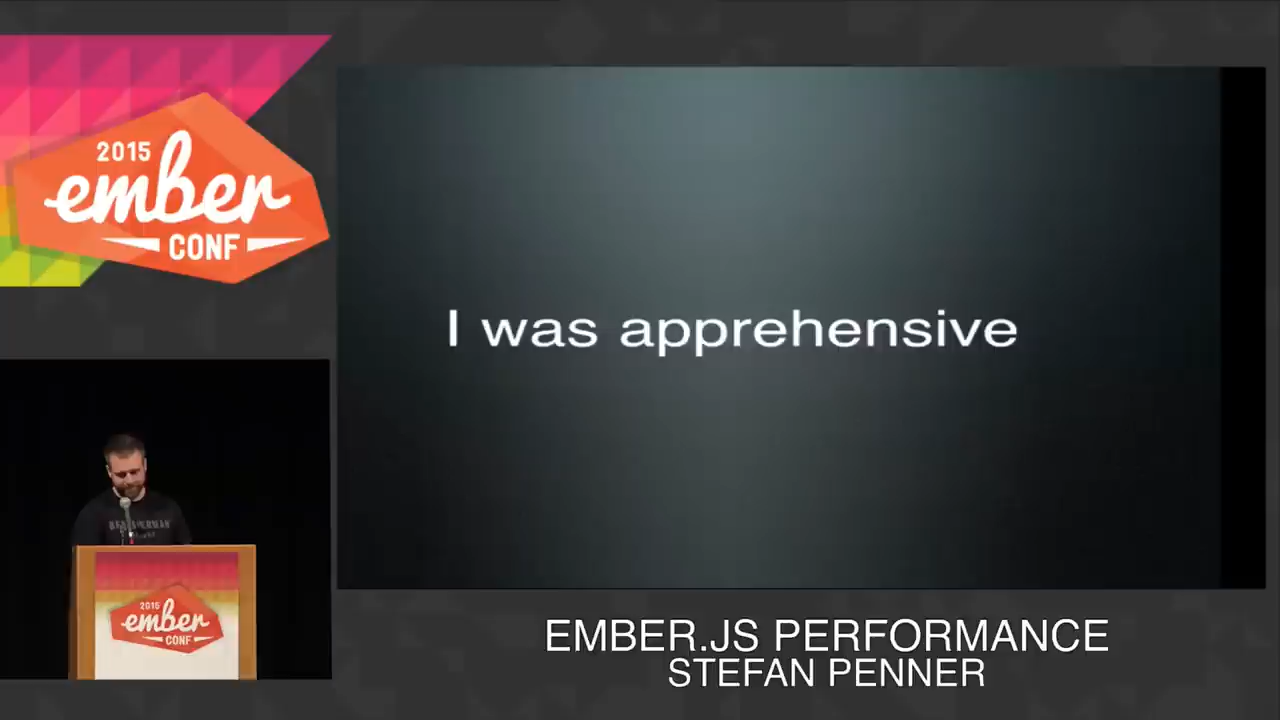 2015
ember
CONF
I was apprehensive
2015
ember
CONF
EMBER.JS PERFORMANCE
STEFAN PENNER